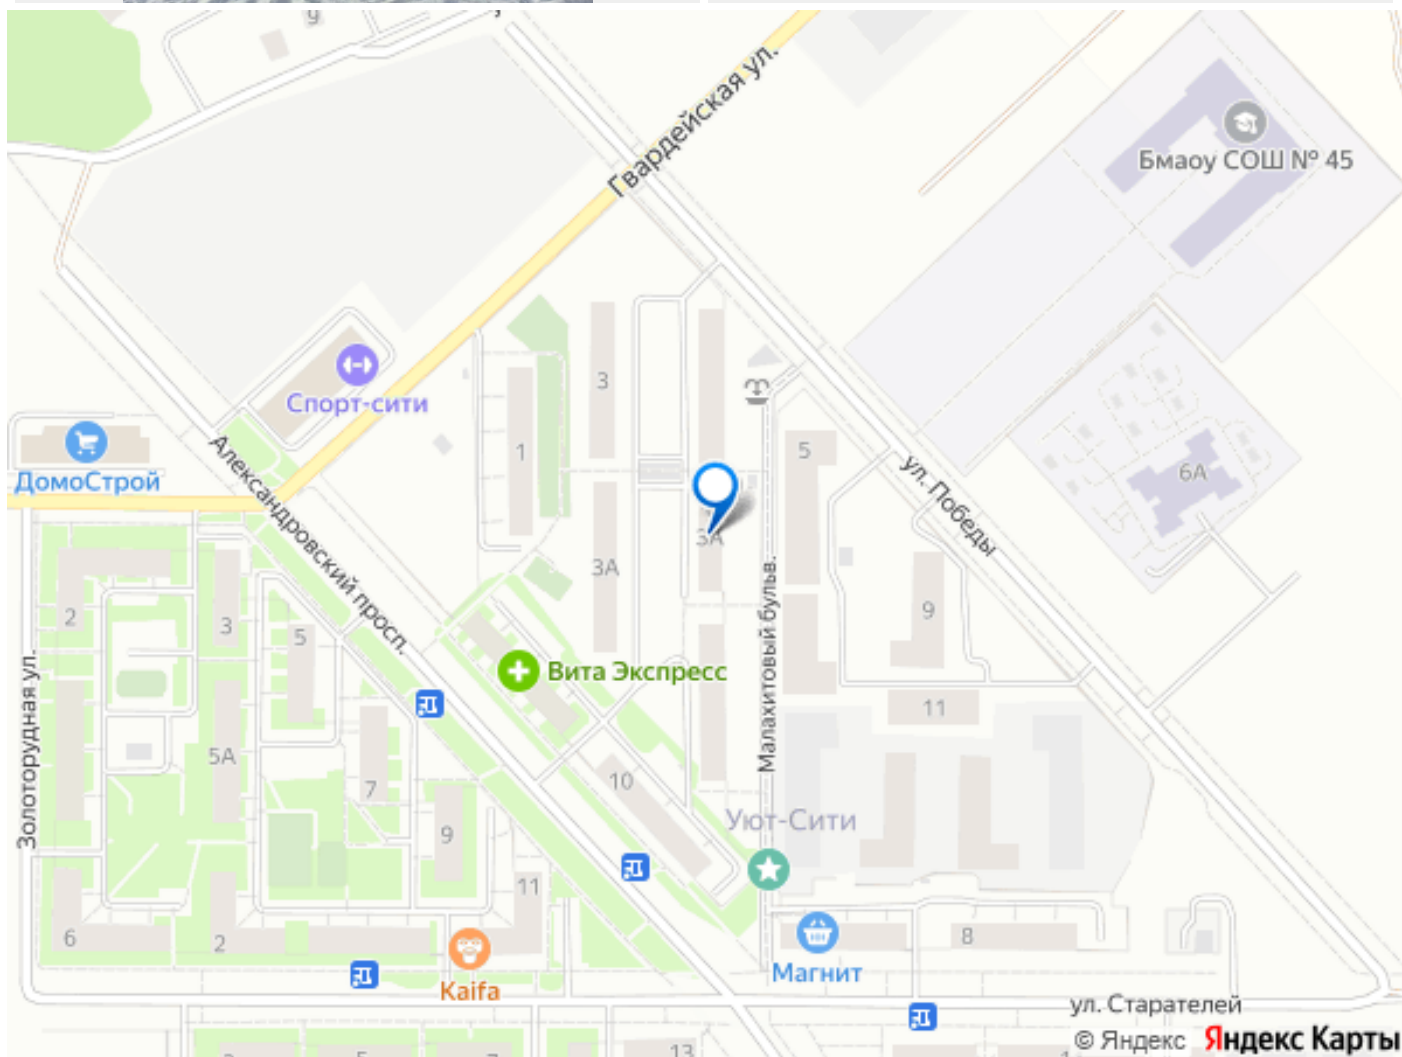 9
Гвардейская ул.
Бмаоу СОШ № 45
Спорт-сити
3
1
ДомоСтрой
Александровский просп.
5
ул. Победы
6А
3А
3А
2
3
5
9
Золоторудная ул.
Вита Экспресс
Малахитовый бульв.
11
5А
7
10
9
Уют-Сити
11
6
2
8
Kaifa
Магнит
ул. Старателей
13
© Яндекс Яндекс Карты